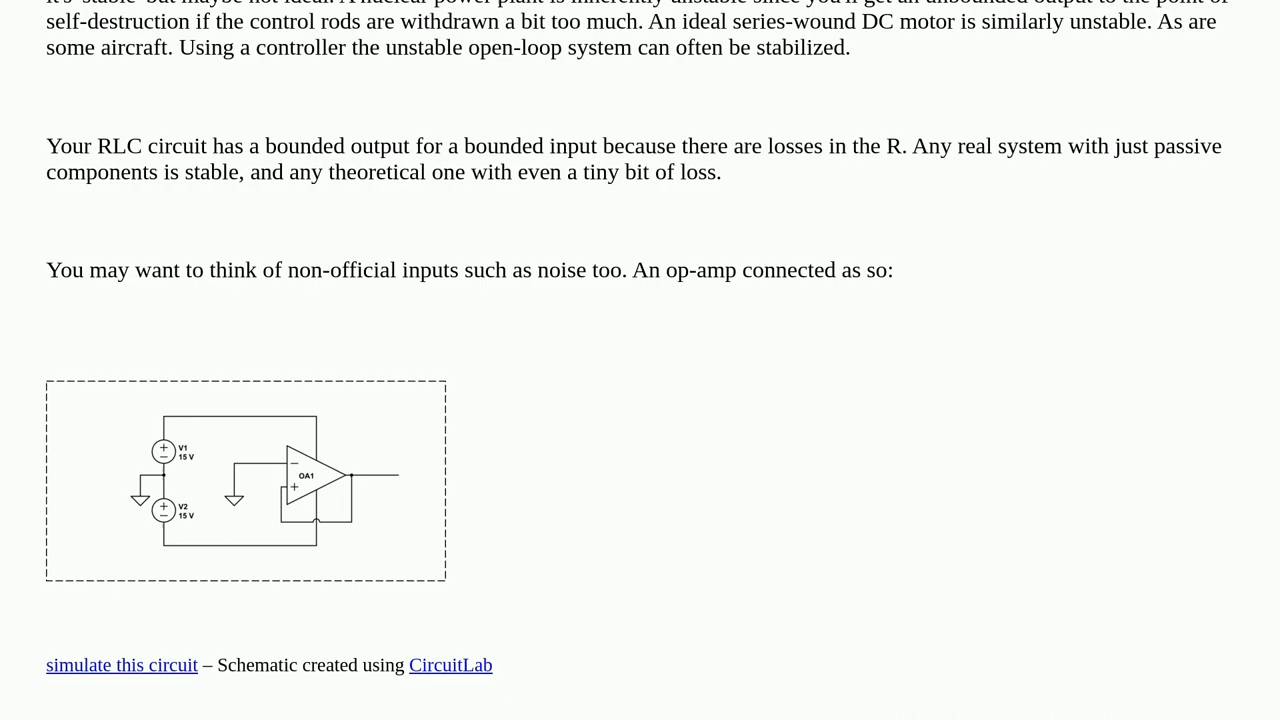 self-destruction if the control rods are withdrawn a bit too much. An ideal series-wound DC motor is similarly unstable. As are
some aircraft. Using a controller the unstable open-loop system can often be stabilized.
Your RLC circuit has a bounded output for a bounded input because there are losses in the R. Any real system with just passive
components is stable, and any theoretical one with even a tiny bit of loss.
You may want to think of non-official inputs such as noise too. An op-amp connected as so:
V1
15 V
OA1
V2
15 V
simulate this circuit – Schematic created using CircuitLab